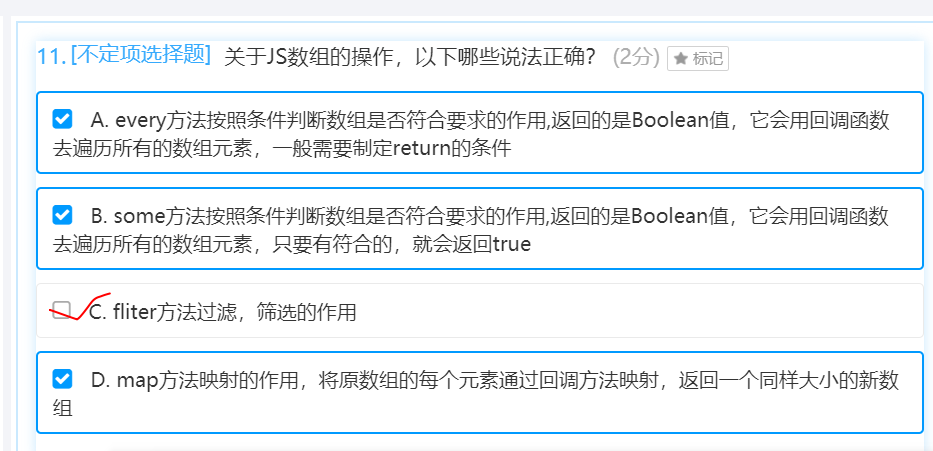 11. [不定项选择题] 关于JS数组的操作，以下哪些说法正确？ (2分) ★ 标记
A. every方法按照条件判断数组是否符合要求的作用,返回的是Boolean值，它会用回调函数
去遍历所有的数组元素，一般需要制定return的条件
B. some方法按照条件判断数组是否符合要求的作用,返回的是Boolean值，它会用回调函数
去遍历所有的数组元素，只要有符合的，就会返回true
C. fliter方法过滤，筛选的作用
D. map方法映射的作用，将原数组的每个元素通过回调方法映射，返回一个同样大小的新数
组